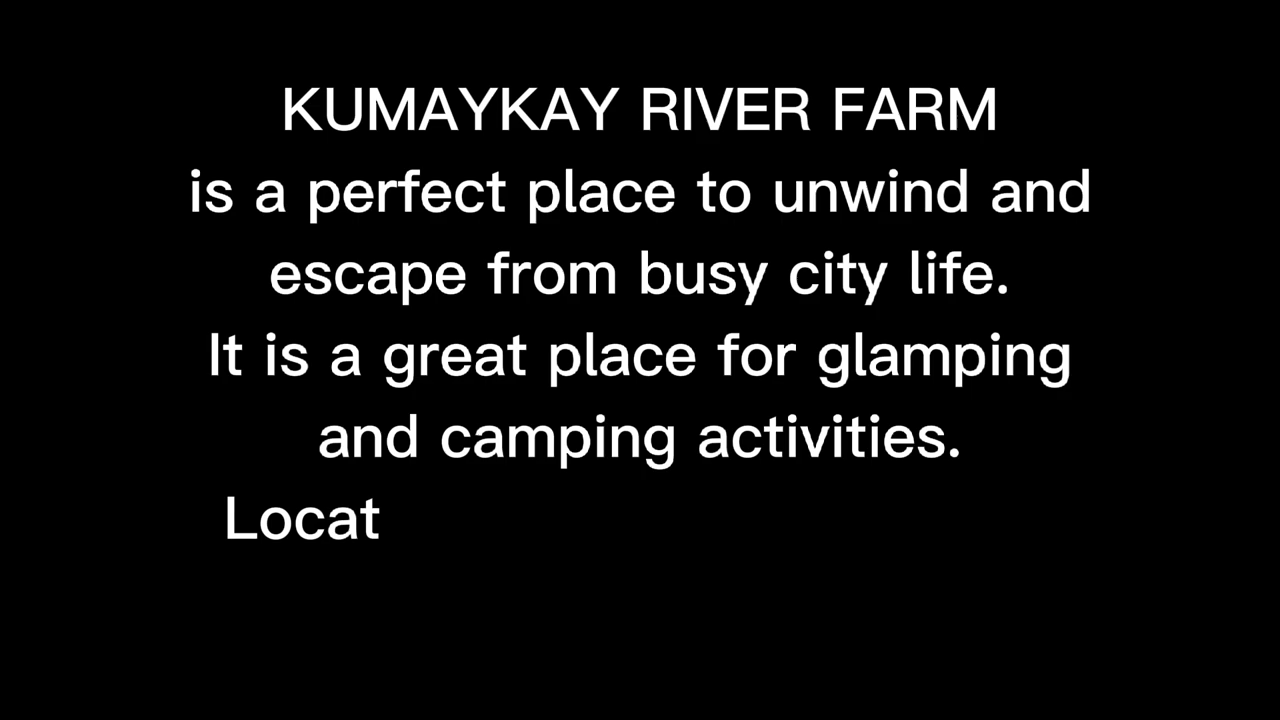 KUMAYKAY RIVER FARM
is a perfect place to unwind and
escape from busy city life.
It is a great place for glamping
and camping activities.
Locat